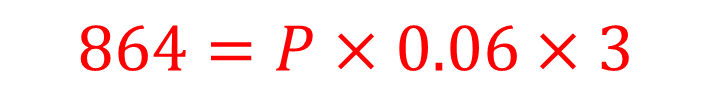 864 = 𝑃 × 0.06 × 3